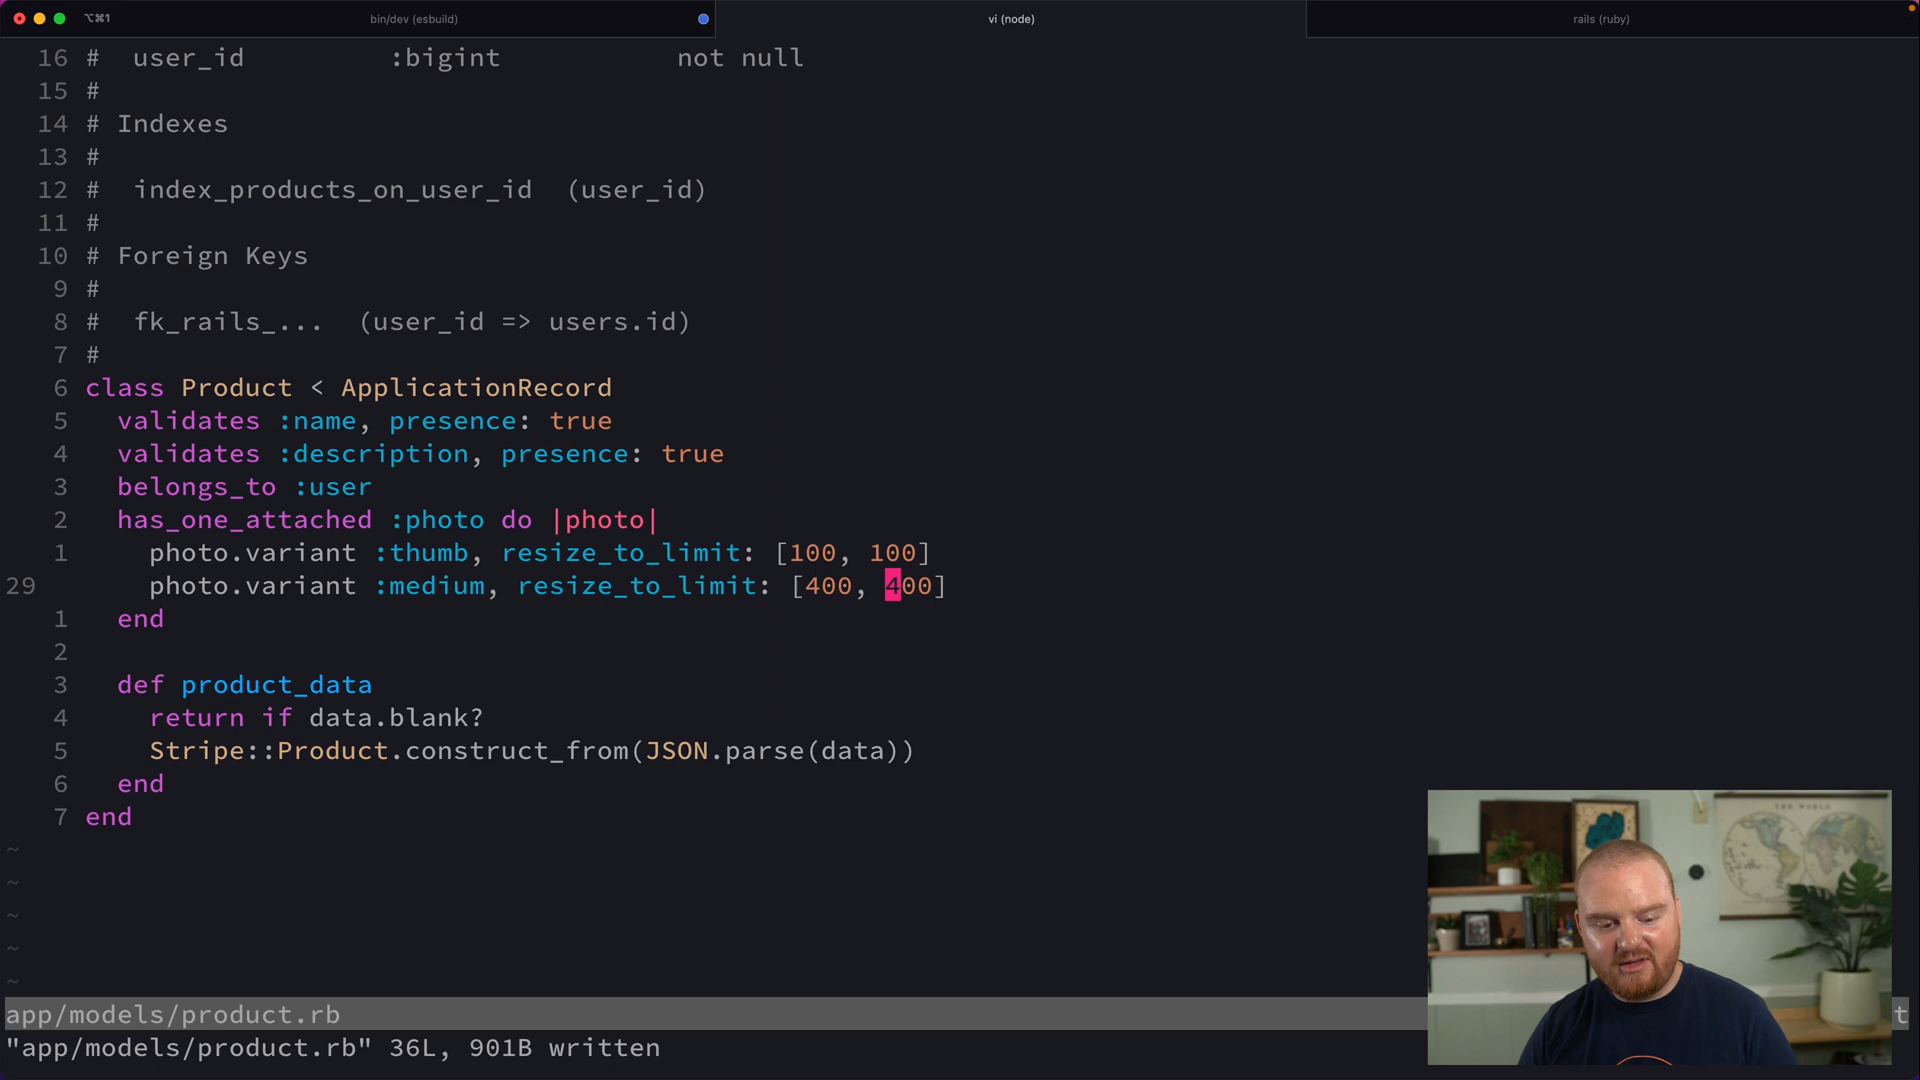 ⌥⌘1 bin/dev (esbuild) vi (node) rails (ruby)
16 # user_id :bigint not null
15 #
14 # Indexes
13 #
12 # index_products_on_user_id (user_id)
11 #
10 # Foreign Keys
9 #
8 # fk_rails_... (user_id => users.id)
7 #
6 class Product < ApplicationRecord
5 validates :name, presence: true
4 validates :description, presence: true
3 belongs_to :user
2 has_one_attached :photo do |photo|
1 photo.variant :thumb, resize_to_limit: [100, 100]
29 photo.variant :medium, resize_to_limit: [400, 400]
1 end
2
3 def product_data
4 return if data.blank?
5 Stripe::Product.construct_from(JSON.parse(data))
6 end
7 end
~
~
~
~
~
app/models/product.rb t
"app/models/product.rb" 36L, 901B written
THE WORLD